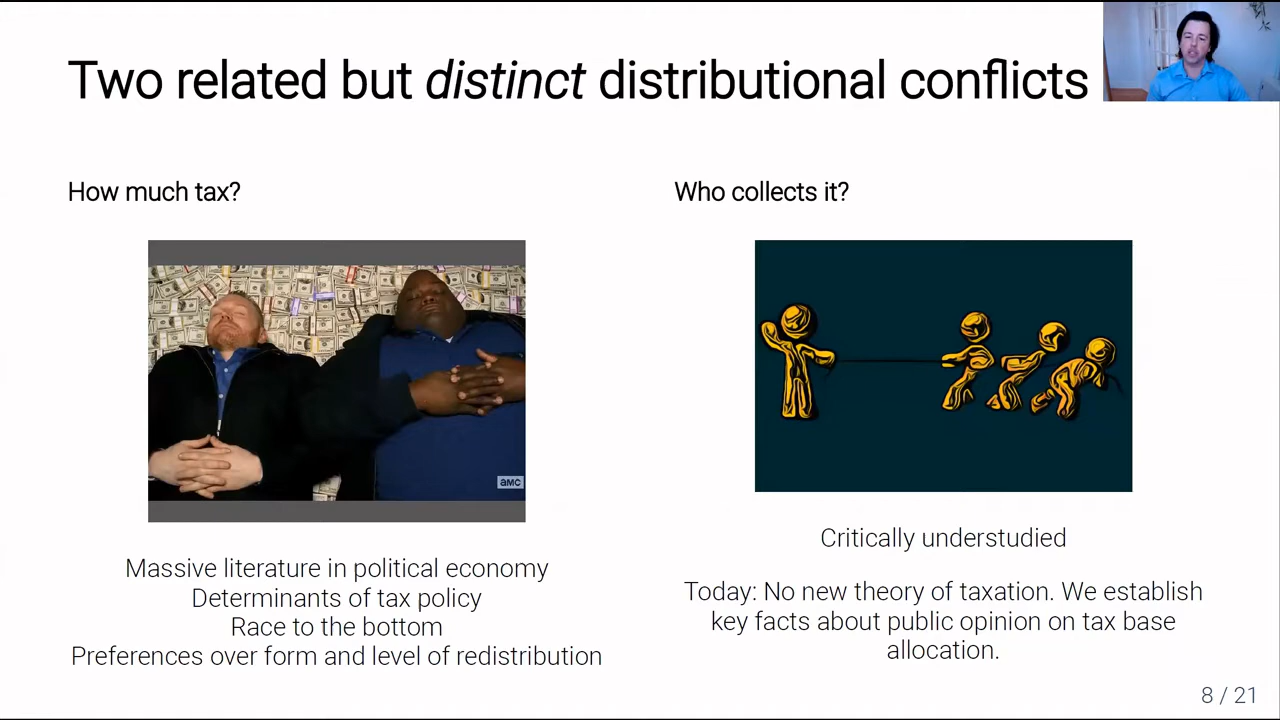 Two related but distinct distributional conflicts
How much tax?
amc
Massive literature in political economy
Determinants of tax policy
Race to the bottom
Preferences over form and level of redistribution
Who collects it?
Critically understudied
Today: No new theory of taxation. We establish
key facts about public opinion on tax base
allocation.
8 / 21